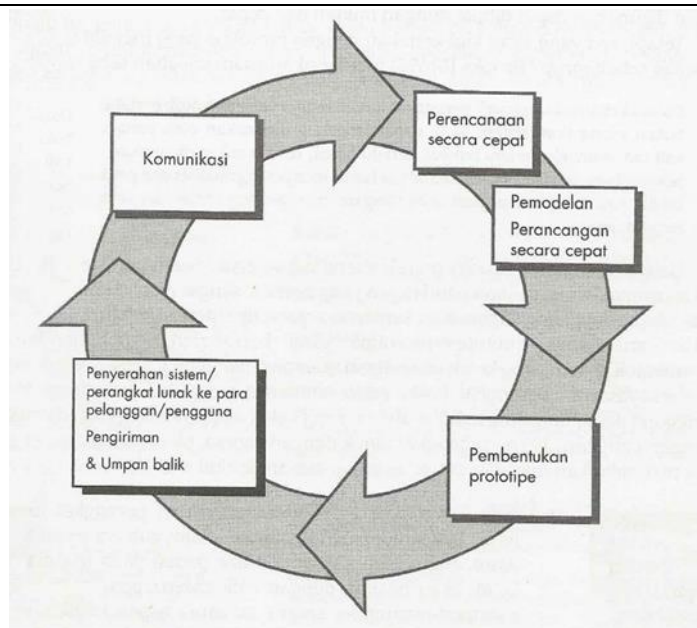 Komunikasi
Perencanaan
secara cepat
Pemodelan
Perancangan
secara cepat
Pembentukan
prototipe
Penyerahan sistem/
perangkat lunak ke para
pelanggan/pengguna
Pengiriman
& Umpan balik